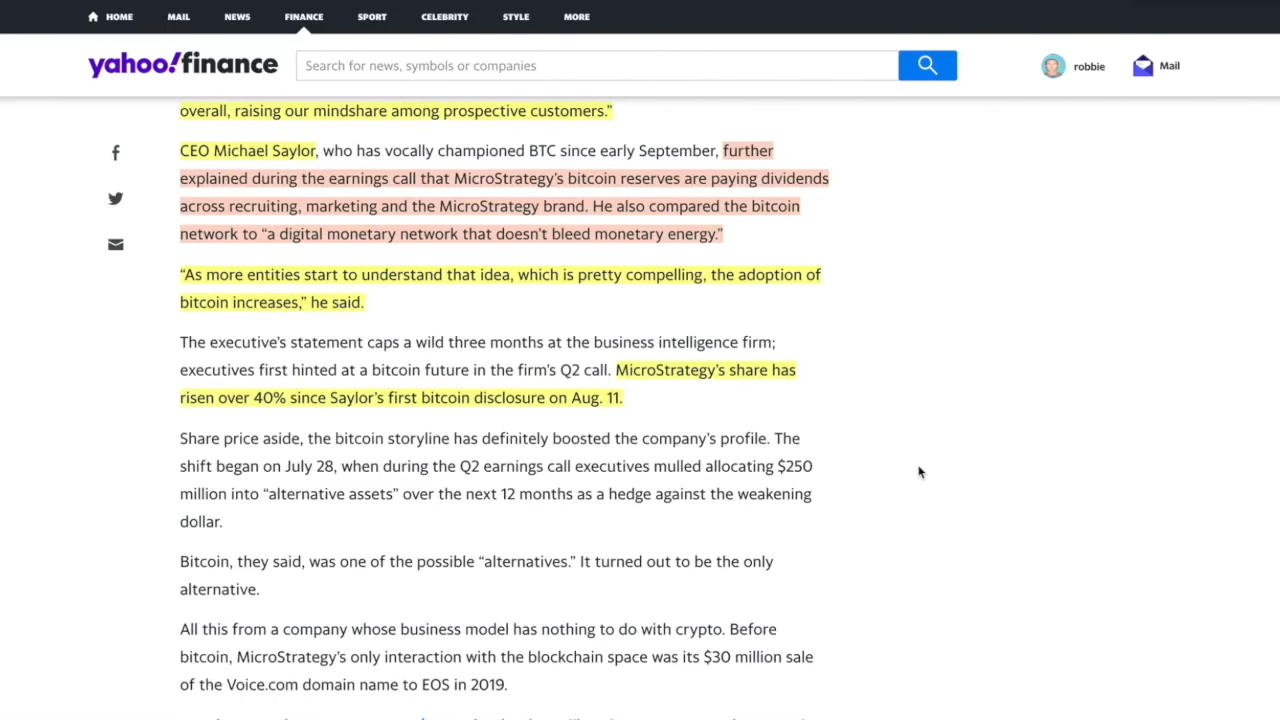 HOME MAIL NEWS FINANCE SPORT CELEBRITY STYLE MORE
yahoo!finance
Search for news, symbols or companies
robbie
Mail
overall, raising our mindshare among prospective customers.”
CEO Michael Saylor, who has vocally championed BTC since early September, further
explained during the earnings call that MicroStrategy’s bitcoin reserves are paying dividends
across recruiting, marketing and the MicroStrategy brand. He also compared the bitcoin
network to “a digital monetary network that doesn’t bleed monetary energy.”
“As more entities start to understand that idea, which is pretty compelling, the adoption of
bitcoin increases,” he said.
The executive’s statement caps a wild three months at the business intelligence firm;
executives first hinted at a bitcoin future in the firm’s Q2 call. MicroStrategy’s share has
risen over 40% since Saylor’s first bitcoin disclosure on Aug. 11.
Share price aside, the bitcoin storyline has definitely boosted the company’s profile. The
shift began on July 28, when during the Q2 earnings call executives mulled allocating $250
million into “alternative assets” over the next 12 months as a hedge against the weakening
dollar.
Bitcoin, they said, was one of the possible “alternatives.” It turned out to be the only
alternative.
All this from a company whose business model has nothing to do with crypto. Before
bitcoin, MicroStrategy’s only interaction with the blockchain space was its $30 million sale
of the Voice.com domain name to EOS in 2019.